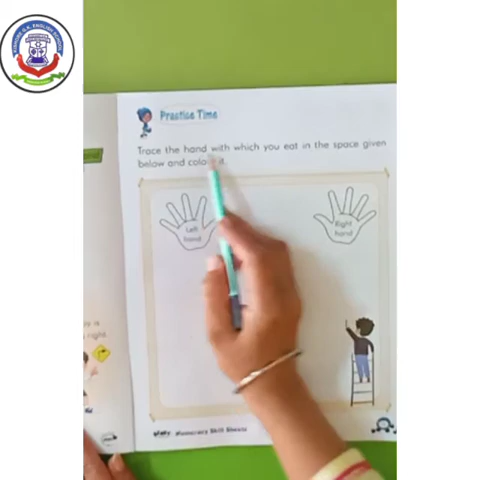 Practice Time
Trace the hand with which you eat in the space given
below and colour it.
Left
hand
Right
hand
right.
Numeracy Skill Sheets